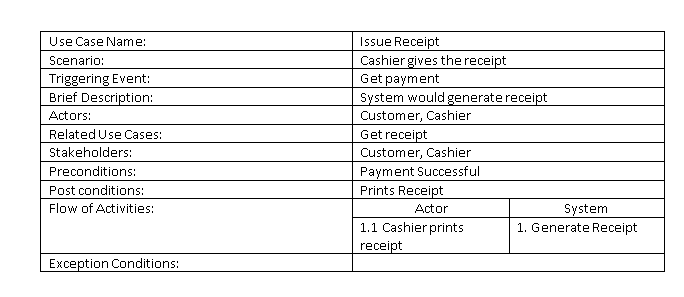 Use Case Name: Issue Receipt
Scenario: Cashier gives the receipt
Triggering Event: Get payment
Brief Description: System would generate receipt
Actors: Customer, Cashier
Related Use Cases: Get receipt
Stakeholders: Customer, Cashier
Preconditions: Payment Successful
Post conditions: Prints Receipt
Flow of Activities: Actor System
1.1 Cashier prints 1. Generate Receipt
receipt
Exception Conditions: